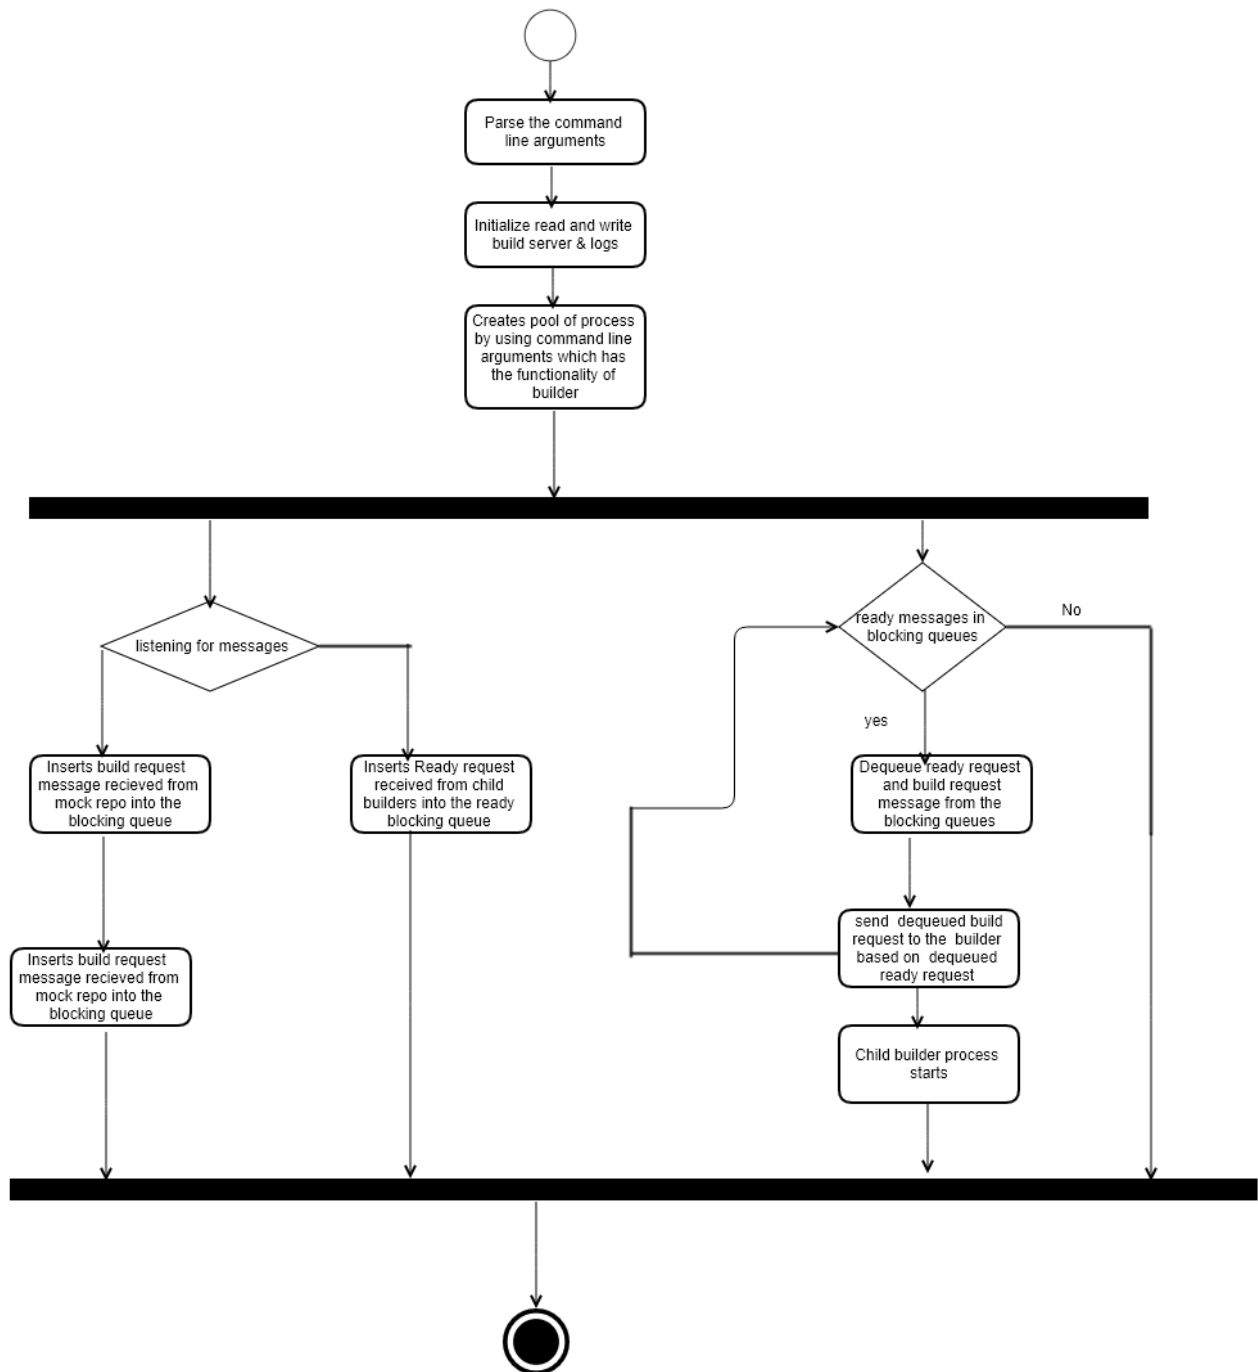 Parse the command
line arguments
Initialize read and write
build server & logs
Creates pool of process
by using command line
arguments which has
the functionality of
builder
listening for messages
ready messages in
blocking queues
No
yes
Inserts build request
message recieved from
mock repo into the
blocking queue
Inserts Ready request
received from child
builders into the ready
blocking queue
Dequeue ready request
and build request
message from the
blocking queues
Inserts build request
message recieved from
mock repo into the
blocking queue
send dequeued build
request to the builder
based on dequeued
ready request
Child builder process
starts